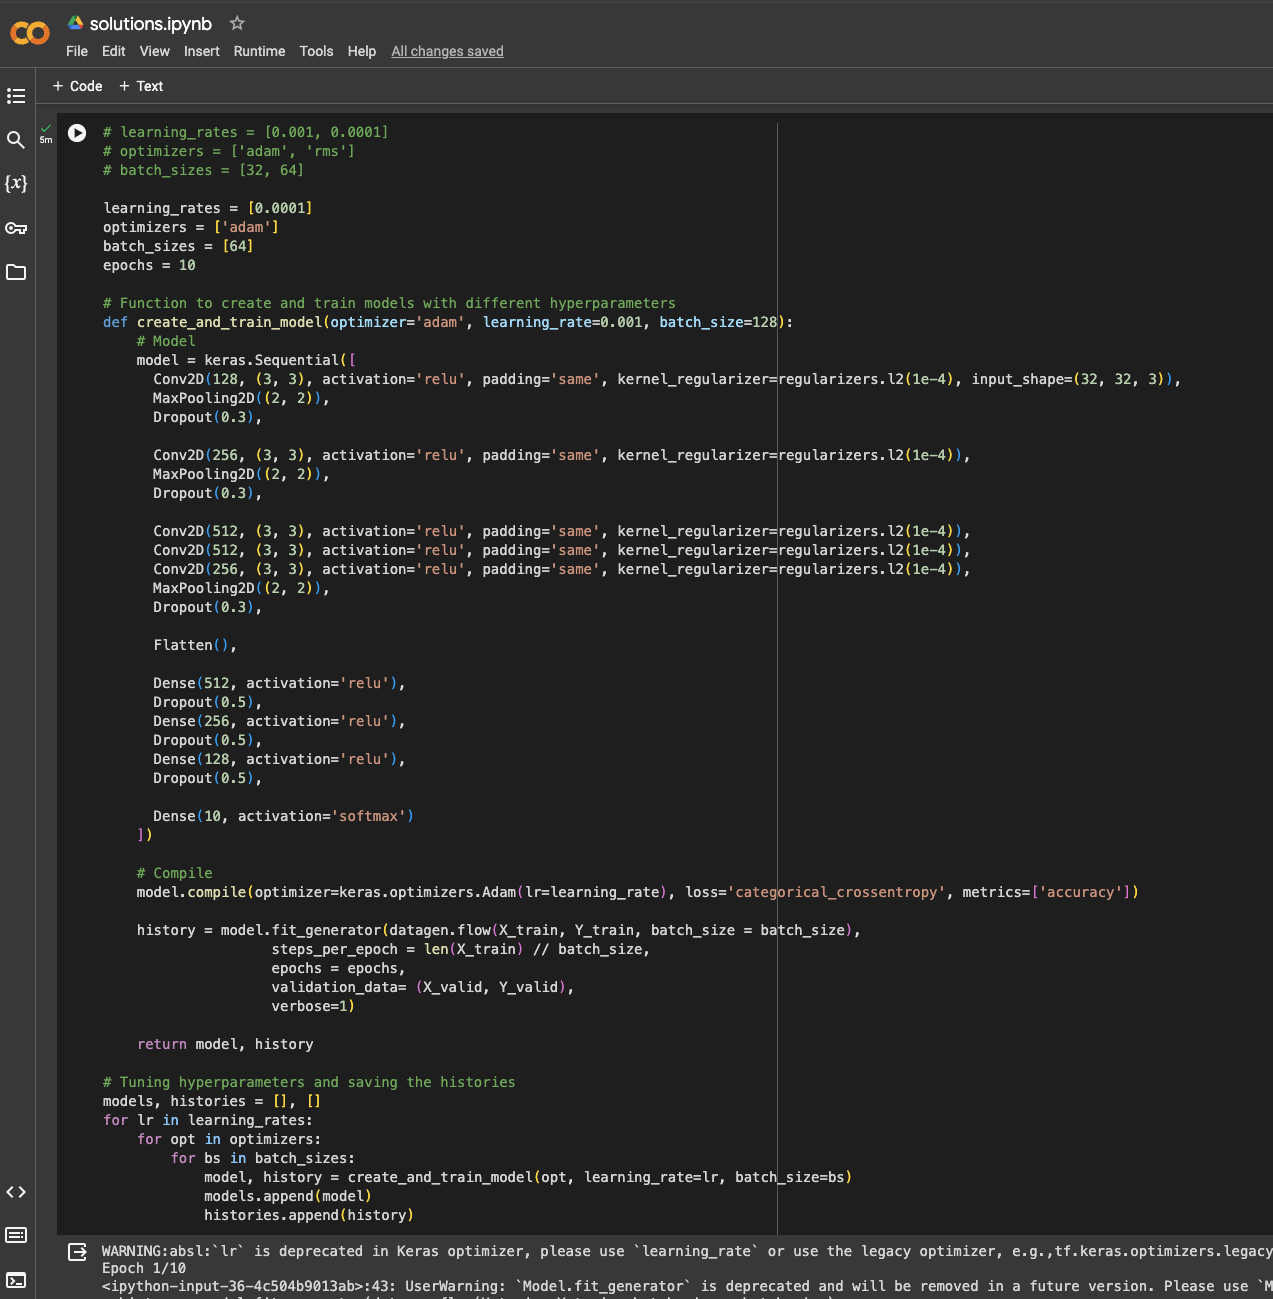 solutions.ipynb
File Edit View Insert Runtime Tools Help All changes saved
+ Code + Text
5m
# learning_rates = [0.001, 0.0001]
# optimizers = ['adam', 'rms']
# batch_sizes = [32, 64]
learning_rates = [0.0001]
optimizers = ['adam']
batch_sizes = [64]
epochs = 10
# Function to create and train models with different hyperparameters
def create_and_train_model(optimizer='adam', learning_rate=0.001, batch_size=128):
# Model
model = keras.Sequential([
Conv2D(128, (3, 3), activation='relu', padding='same', kernel_regularizer=regularizers.l2(1e-4), input_shape=(32, 32, 3)),
MaxPooling2D((2, 2)),
Dropout(0.3),
Conv2D(256, (3, 3), activation='relu', padding='same', kernel_regularizer=regularizers.l2(1e-4)),
MaxPooling2D((2, 2)),
Dropout(0.3),
Conv2D(512, (3, 3), activation='relu', padding='same', kernel_regularizer=regularizers.l2(1e-4)),
Conv2D(512, (3, 3), activation='relu', padding='same', kernel_regularizer=regularizers.l2(1e-4)),
Conv2D(256, (3, 3), activation='relu', padding='same', kernel_regularizer=regularizers.l2(1e-4)),
MaxPooling2D((2, 2)),
Dropout(0.3),
Flatten(),
Dense(512, activation='relu'),
Dropout(0.5),
Dense(256, activation='relu'),
Dropout(0.5),
Dense(128, activation='relu'),
Dropout(0.5),
Dense(10, activation='softmax')
])
# Compile
model.compile(optimizer=keras.optimizers.Adam(lr=learning_rate), loss='categorical_crossentropy', metrics=['accuracy'])
history = model.fit_generator(datagen.flow(X_train, Y_train, batch_size = batch_size),
steps_per_epoch = len(X_train) // batch_size,
epochs = epochs,
validation_data= (X_valid, Y_valid),
verbose=1)
return model, history
# Tuning hyperparameters and saving the histories
models, histories = [], []
for lr in learning_rates:
for opt in optimizers:
for bs in batch_sizes:
model, history = create_and_train_model(opt, learning_rate=lr, batch_size=bs)
models.append(model)
histories.append(history)
WARNING:absl:`lr` is deprecated in Keras optimizer, please use `learning_rate` or use the legacy optimizer, e.g.,tf.keras.optimizers.legacy
Epoch 1/10
<ipython-input-36-4c504b9013ab>:43: UserWarning: `Model.fit_generator` is deprecated and will be removed in a future version. Please use `M